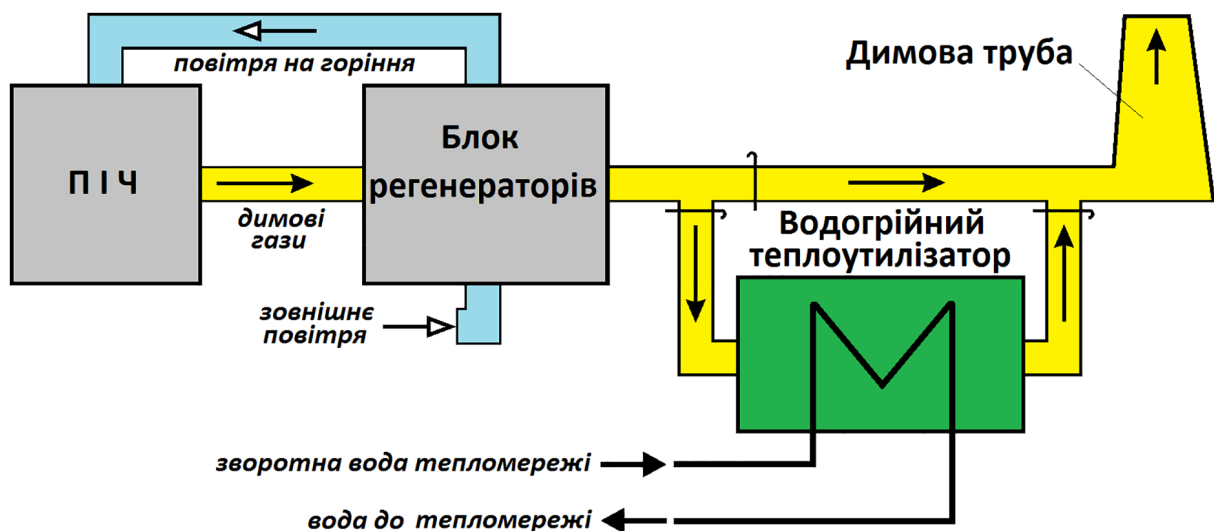 повітря на горіння
Димова труба
ПІЧ
Блок
регенераторів
димові
гази
Водогрійний
теплоутилізатор
зовнішнє
повітря
зворотна вода тепломережі
вода до тепломережі